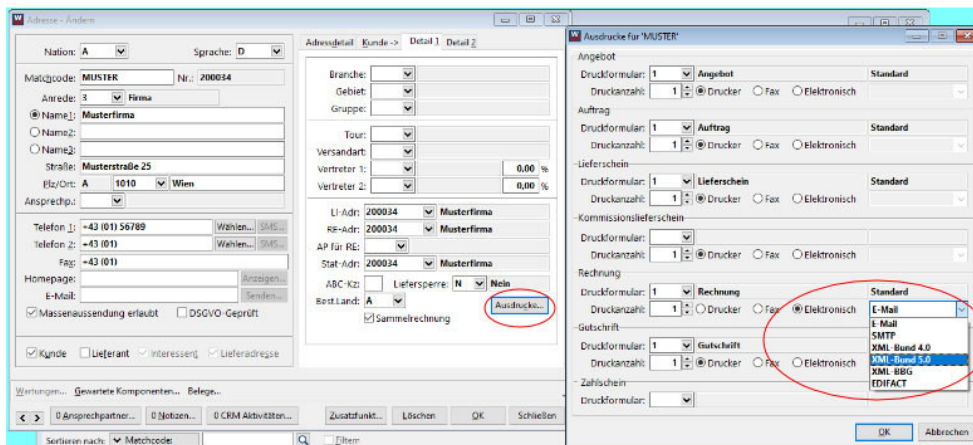 Adresse - Ändern
Nation: A Sprache: D
Matchcode: MUSTER Nr.: 200034
Anrede: 3 Firma
Name1: Musterfirma
Name2:
Name3:
Straße: Musterstraße 25
Plz/Ort: A 1010 Wien
Ansprechp.:
Telefon 1: +43 (01) 56789 Wählen... SMS...
Telefon 2: +43 (01) Wählen... SMS...
Fax: +43 (01)
Homepage: Anzeigen...
E-Mail: Senden...
Massenaussendung erlaubt DSGVO-Geprüft
Kunde Lieferant Interessent Lieferadresse
Adressdetail Kunde -> Detail 1 Detail 2
Branche:
Gebiet:
Gruppe:
Tour:
Versandart:
Vertreter 1: 0,00 %
Vertreter 2: 0,00 %
LI-Adr: 200034 Musterfirma
RE-Adr: 200034 Musterfirma
AP für RE:
Stat-Adr: 200034 Musterfirma
ABC-Kz: Liefersperre: N Nein
Best.Land: A Ausdrucke...
Sammelrechnung
Wertungen... Gewartete Komponenten... Belege...
0 Ansprechpartner... 0 Notizen... 0 CRM Aktivitäten... Zusatzfunkt... Löschen OK Schließen
Sortieren nach: Matchcode: Filtern
Ausdrucke für 'MUSTER'
Angebot
Druckformular: 1 Angebot Standard
Druckanzahl: 1 Drucker Fax Elektronisch
Auftrag
Druckformular: 1 Auftrag Standard
Druckanzahl: 1 Drucker Fax Elektronisch
Lieferschein
Druckformular: 1 Lieferschein Standard
Druckanzahl: 1 Drucker Fax Elektronisch
Kommissionslieferschein
Druckformular:
Druckanzahl: 1 Drucker Fax Elektronisch
Rechnung
Druckformular: 1 Rechnung Standard
Druckanzahl: 1 Drucker Fax Elektronisch E-Mail
E-Mail
SMTP
XML-Bund 4.0
XML-Bund 5.0
XML-BBG
EDIFACT
Gutschrift
Druckformular: 1 Gutschrift
Druckanzahl: 1 Drucker Fax Elektronisch
Zahlschein
Druckformular:
OK Abbrechen